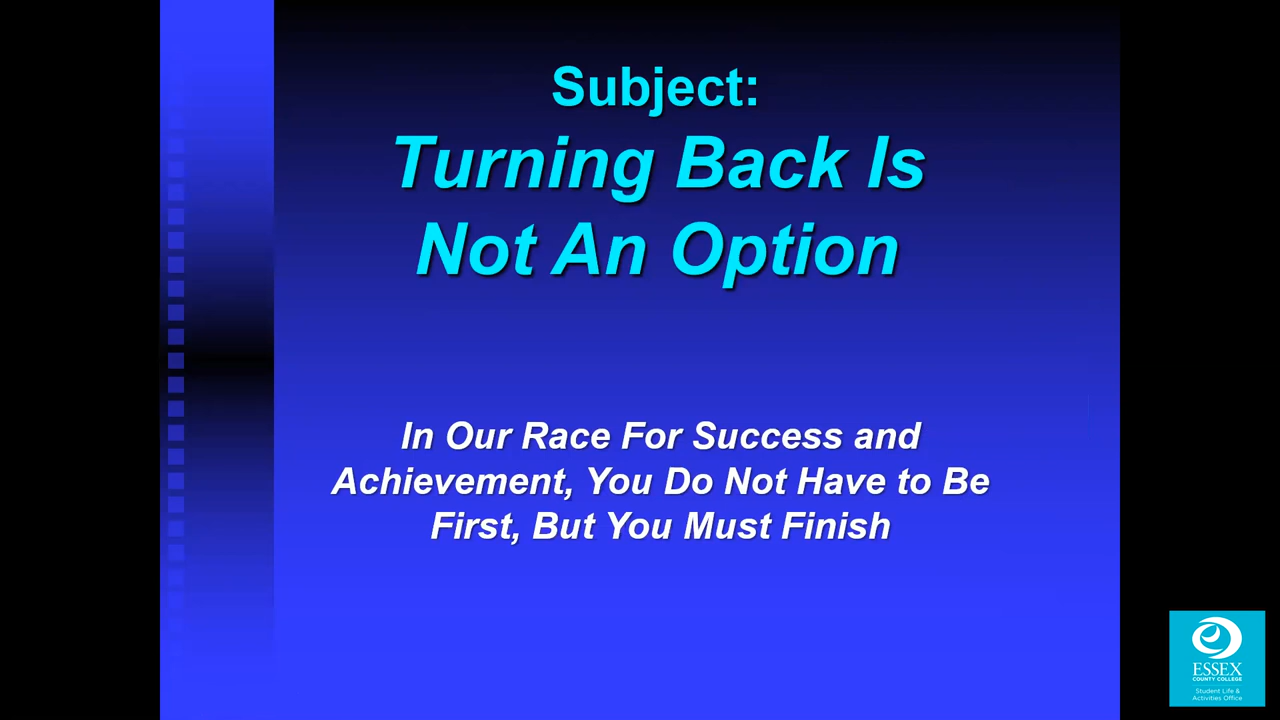 Subject:
Turning Back Is
Not An Option
In Our Race For Success and
Achievement, You Do Not Have to Be
First, But You Must Finish
ESSEX
COUNTY COLLEGE
Student Life &
Activities Office